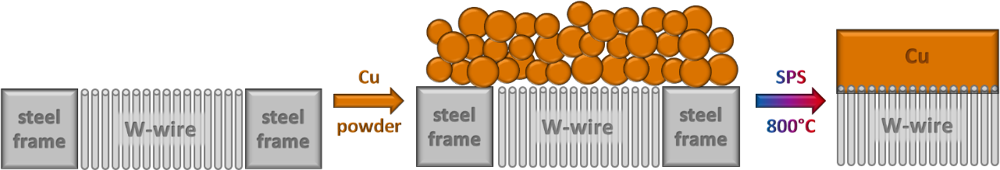 steel
frame
W-wire
steel
frame
Cu
powder
steel
frame
W-wire
steel
frame
SPS
800°C
Cu
W-wire